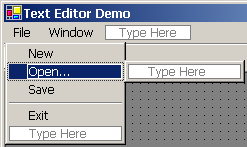 Text Editor Demo
File Window Type Here
New
Open... Type Here
Save
Exit
Type Here